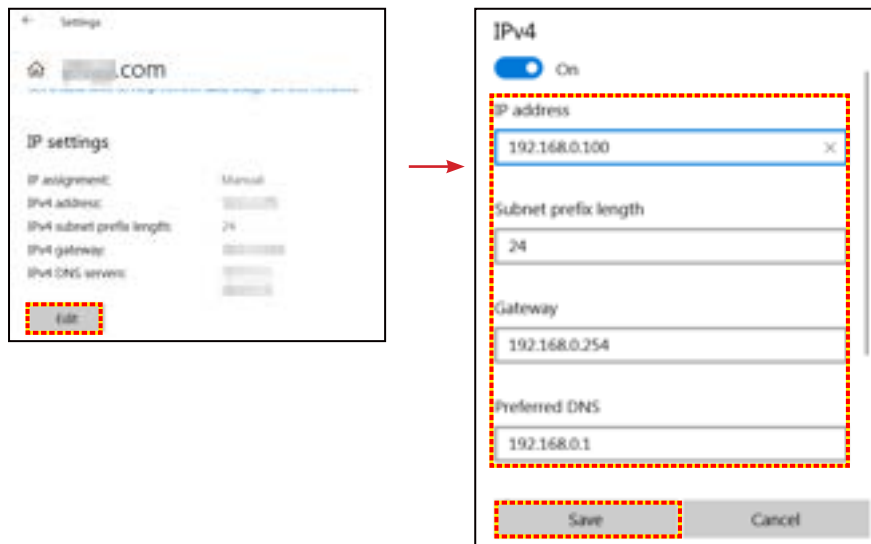 Settings
.com
IP settings
IP assignment: Manual
IPv4 address:
IPv4 subnet prefix length: 24
IPv4 gateway:
IPv4 DNS servers:
Edit
IPv4
On
IP address
192.168.0.100
Subnet prefix length
24
Gateway
192.168.0.254
Preferred DNS
192.168.0.1
Save Cancel